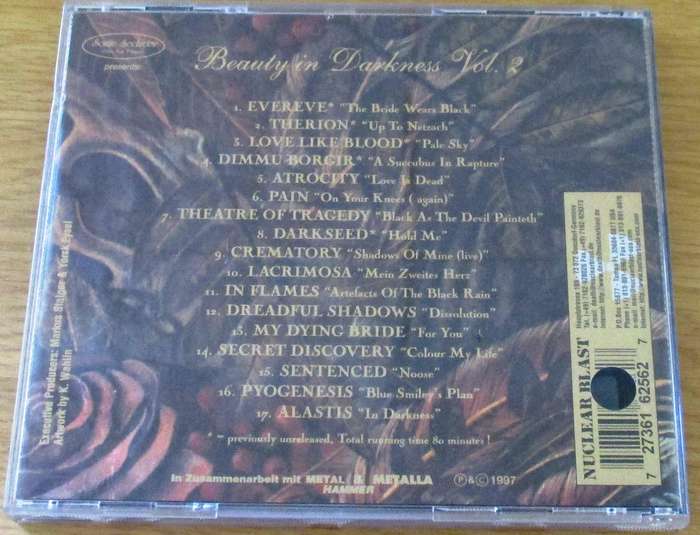 presents:
Beauty in Darkness Vol. 2
1. EVEREVE* "The Bride Wears Black"
2. THERION* "Up To Netzach"
3. LOVE LIKE BLOOD* "Pale Sky"
4. DIMMU BORGIR* "A Succubus In Rapture"
5. ATROCITY "Love Is Dead"
6. PAIN "On Your Knees ( again)
7. THEATRE OF TRAGEDY "Black As The Devil Painteth"
8. DARKSEED* "Hold Me"
9. CREMATORY "Shadows Of Mine (live)"
10. LACRIMOSA "Mein Zweites Herz"
11. IN FLAMES "Artefacts Of The Black Rain"
12. DREADFUL SHADOWS "Dissolution"
13. MY DYING BRIDE "For You"
14. SECRET DISCOVERY "Colour My Life"
15. SENTENCED "Noose"
16. PYOGENESIS "Blue Smiley's Plan"
17. ALASTIS "In Darkness"
* = previously unreleased, Total running time 80 minutes !
In Zusammenarbeit mit METAL HAMMER & METALLA
P & C 1997
Executive Producers: Markus Staiger &
Artwork by K. Wahlin
NUCLEAR BLAST
7 27361 62562 7